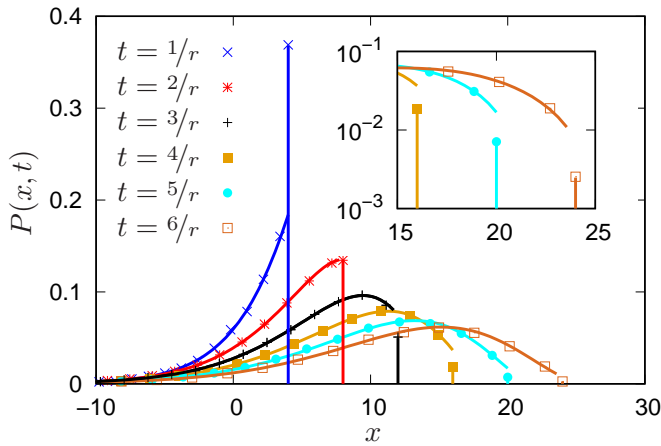 0.4
0.3
0.2
0.1
0
P(x, t)
t = 1/r
t = 2/r
t = 3/r
t = 4/r
t = 5/r
t = 6/r
10⁻¹
10⁻²
10⁻³
15 20 25
−10 0 10 20 30
x